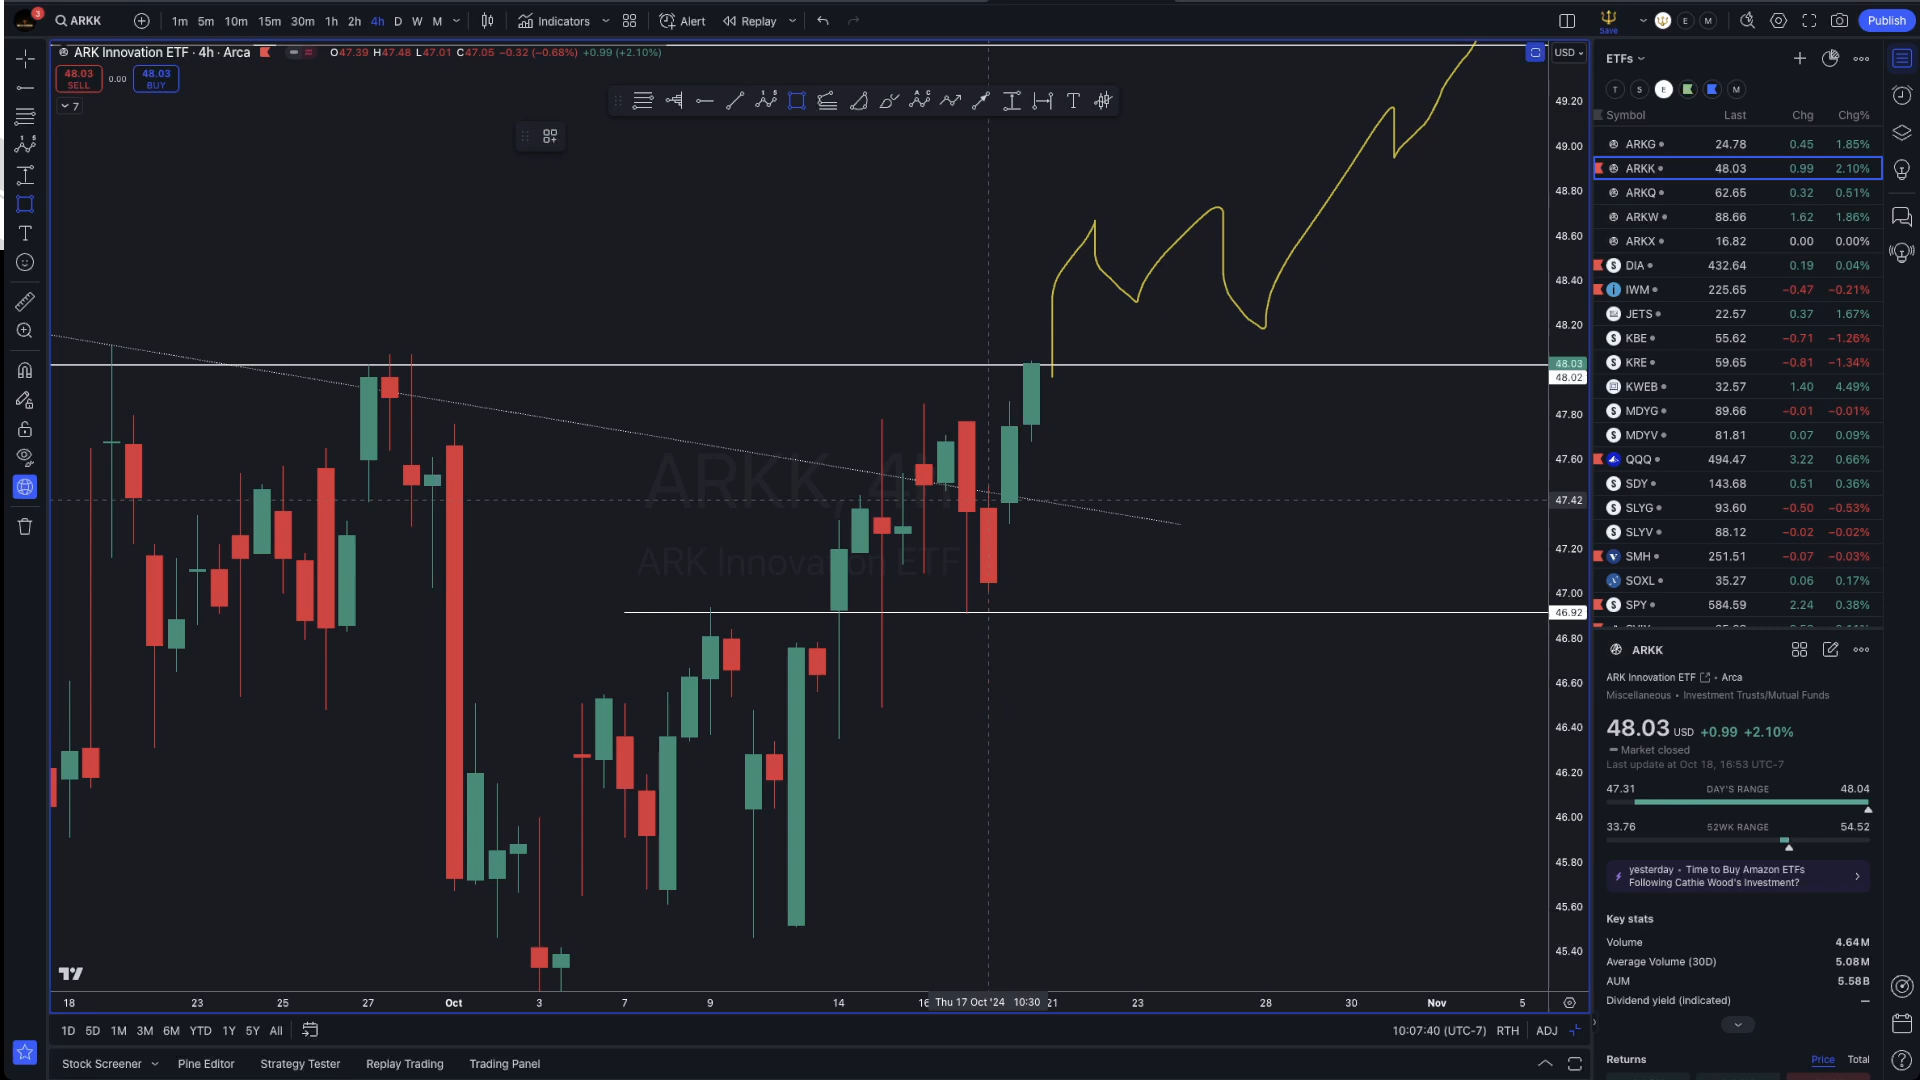 3
ARKK
1m 5m 10m 15m 30m 1h 2h 4h D W M
Indicators
Alert
Replay
Save
E M
Publish
ARK Innovation ETF · 4h · Arca
O47.39 H47.48 L47.01 C47.05 −0.32 (−0.68%) +0.99 (+2.10%)
48.03
SELL
0.00
48.03
BUY
7
USD
49.20
49.00
48.80
48.60
48.40
48.20
48.03
48.02
47.80
47.60
47.42
47.20
47.00
46.92
46.80
46.60
46.40
46.20
46.00
45.80
45.60
45.40
ARKK, 4h
ARK Innovation ETF
18 23 25 27 Oct 3 7 9 14 16 Thu 17 Oct '24 10:30 21 23 28 30 Nov 5
1D 5D 1M 3M 6M YTD 1Y 5Y All
10:07:40 (UTC-7) RTH ADJ
Stock Screener Pine Editor Strategy Tester Replay Trading Trading Panel
ETFs
T S E M
Symbol Last Chg Chg%
ARKG 24.78 0.45 1.85%
ARKK 48.03 0.99 2.10%
ARKQ 62.65 0.32 0.51%
ARKW 88.66 1.62 1.86%
ARKX 16.82 0.00 0.00%
DIA 432.64 0.19 0.04%
IWM 225.65 −0.47 −0.21%
JETS 22.57 0.37 1.67%
KBE 55.62 −0.71 −1.26%
KRE 59.65 −0.81 −1.34%
KWEB 32.57 1.40 4.49%
MDYG 89.66 −0.01 −0.01%
MDYV 81.81 0.07 0.09%
QQQ 494.47 3.22 0.66%
SDY 143.68 0.51 0.36%
SLYG 93.60 −0.50 −0.53%
SLYV 88.12 −0.02 −0.02%
SMH 251.51 −0.07 −0.03%
SOXL 35.27 0.06 0.17%
SPY 584.59 2.24 0.38%
ARKK
ARK Innovation ETF • Arca
Miscellaneous • Investment Trusts/Mutual Funds
48.03 USD +0.99 +2.10%
Market closed
Last update at Oct 18, 16:53 UTC-7
47.31 DAY'S RANGE 48.04
33.76 52WK RANGE 54.52
yesterday • Time to Buy Amazon ETFs
Following Cathie Wood's Investment?
Key stats
Volume 4.64M
Average Volume (30D) 5.08M
AUM 5.58B
Dividend yield (indicated) —
Returns Price Total